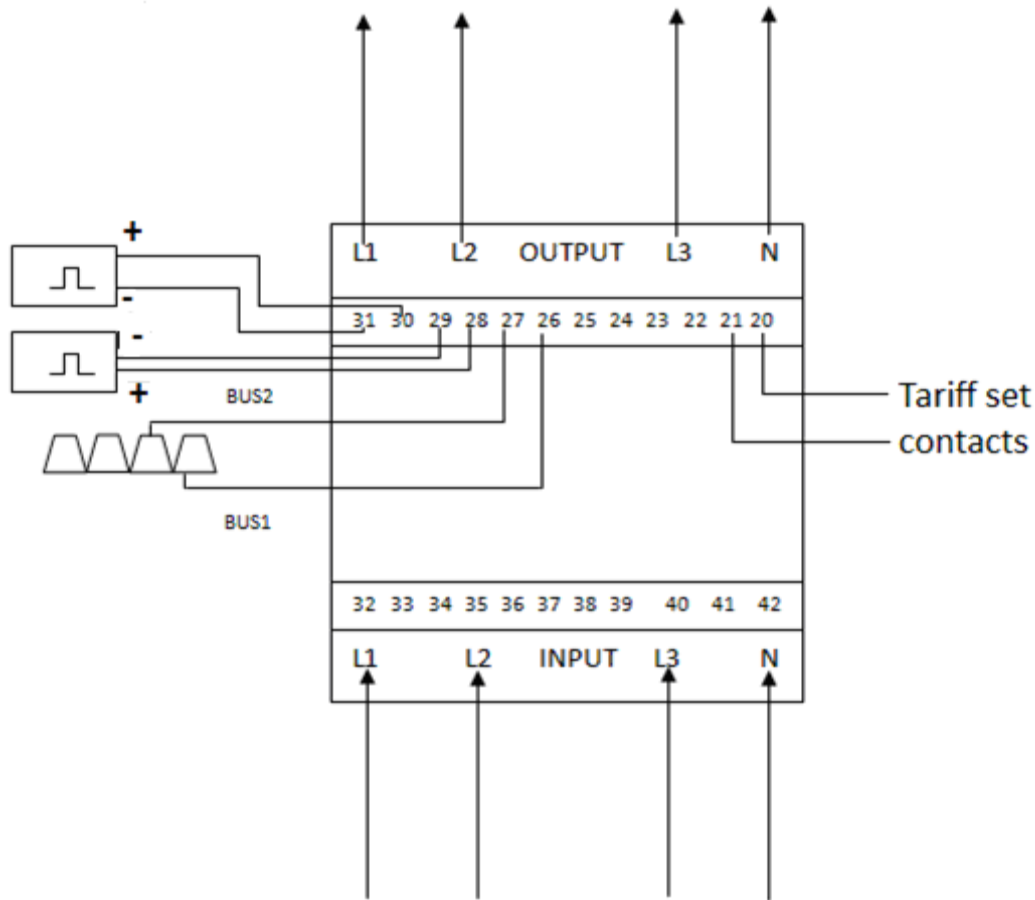 L1 L2 OUTPUT L3 N
+
-
31 30 29 28 27 26 25 24 23 22 21 20
-
+
BUS2
Tariff set
contacts
BUS1
32 33 34 35 36 37 38 39 40 41 42
L1 L2 INPUT L3 N